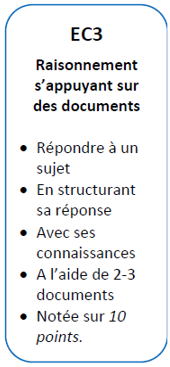 EC3
Raisonnement
s’appuyant sur
des documents
• Répondre à un
sujet
• En structurant
sa réponse
• Avec ses
connaissances
• A l’aide de 2-3
documents
• Notée sur 10
points.